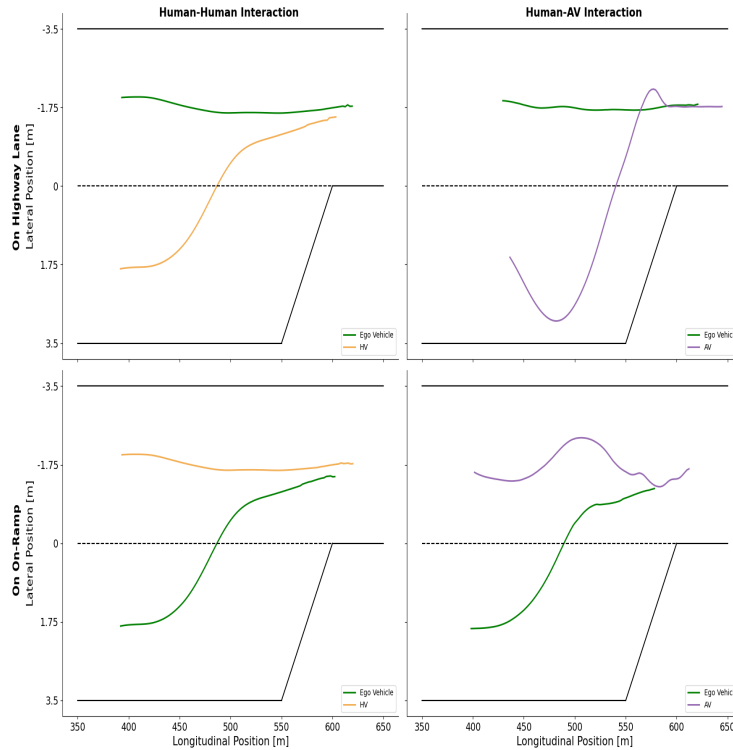 Human-Human Interaction
Human-AV Interaction
On Highway Lane
Lateral Position [m]
-3.5
-1.75
0
1.75
3.5
Ego Vehicle
HV
Ego Vehicl
AV
On On-Ramp
Lateral Position [m]
-3.5
-1.75
0
1.75
3.5
Ego Vehicle
HV
Ego Vehicl
AV
350 400 450 500 550 600 650
350 400 450 500 550 600 650
Longitudinal Position [m]
Longitudinal Position [m]